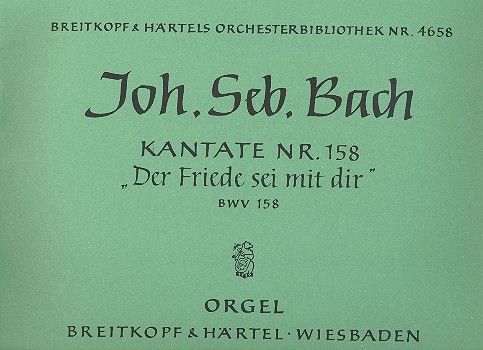 BREITKOPF & HÄRTELS ORCHESTERBIBLIOTHEK NR. 4658
Joh. Seb. Bach
KANTATE NR. 158
„Der Friede sei mit dir"
BWV 158
ORGEL
BREITKOPF & HÄRTEL · WIESBADEN